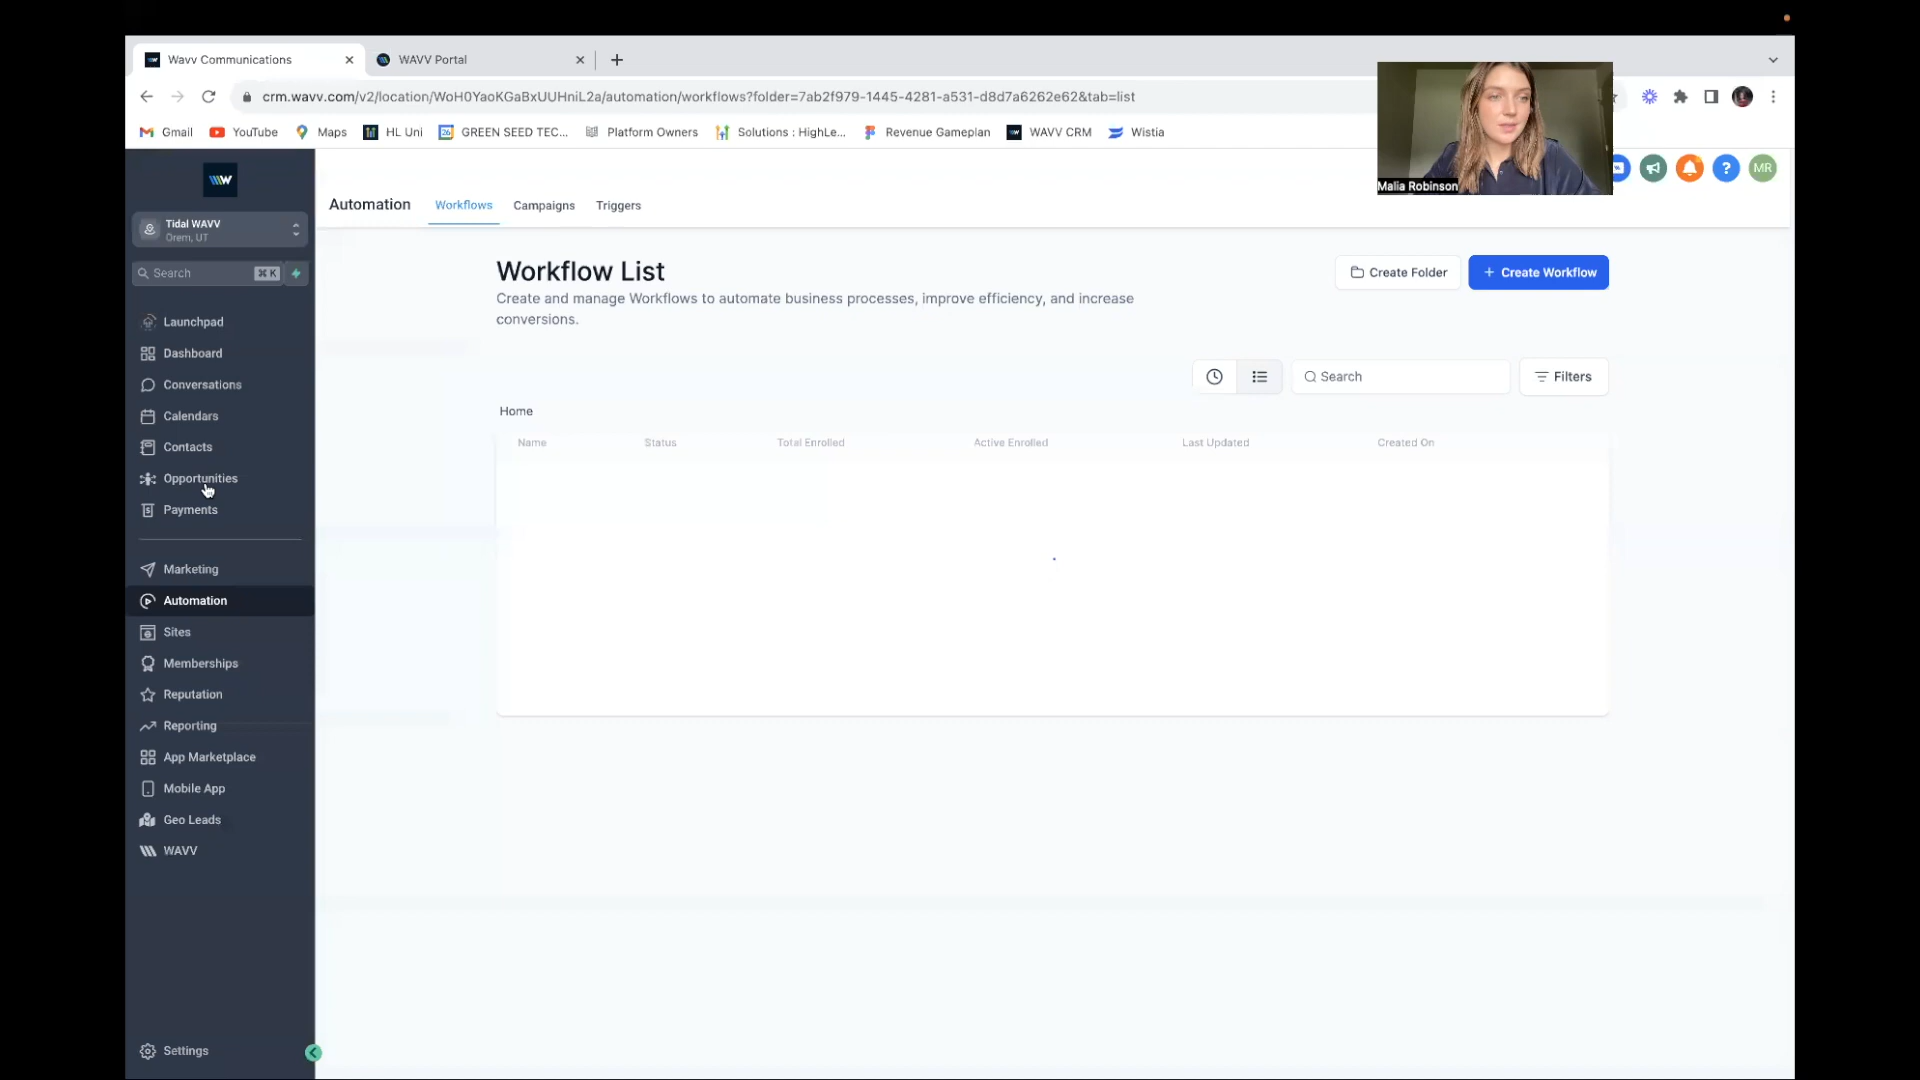 Wavv Communications
WAVV Portal
crm.wavv.com/v2/location/WoH0YaoKGaBxUUHniL2a/automation/workflows?folder=7ab2f979-1445-4281-a531-d8d7a6262e62&tab=list
Gmail
YouTube
Maps
HL Uni
GREEN SEED TEC...
Platform Owners
Solutions : HighLe...
Revenue Gameplan
WAVV CRM
Wistia
Malia Robinson
MR
Tidal WAVV
Orem, UT
Search
⌘ K
Launchpad
Dashboard
Conversations
Calendars
Contacts
Opportunities
Payments
Marketing
Automation
Sites
Memberships
Reputation
Reporting
App Marketplace
Mobile App
Geo Leads
WAVV
Settings
Automation
Workflows
Campaigns
Triggers
Workflow List
Create and manage Workflows to automate business processes, improve efficiency, and increase
conversions.
Create Folder
+ Create Workflow
Search
Filters
Home
Name
Status
Total Enrolled
Active Enrolled
Last Updated
Created On